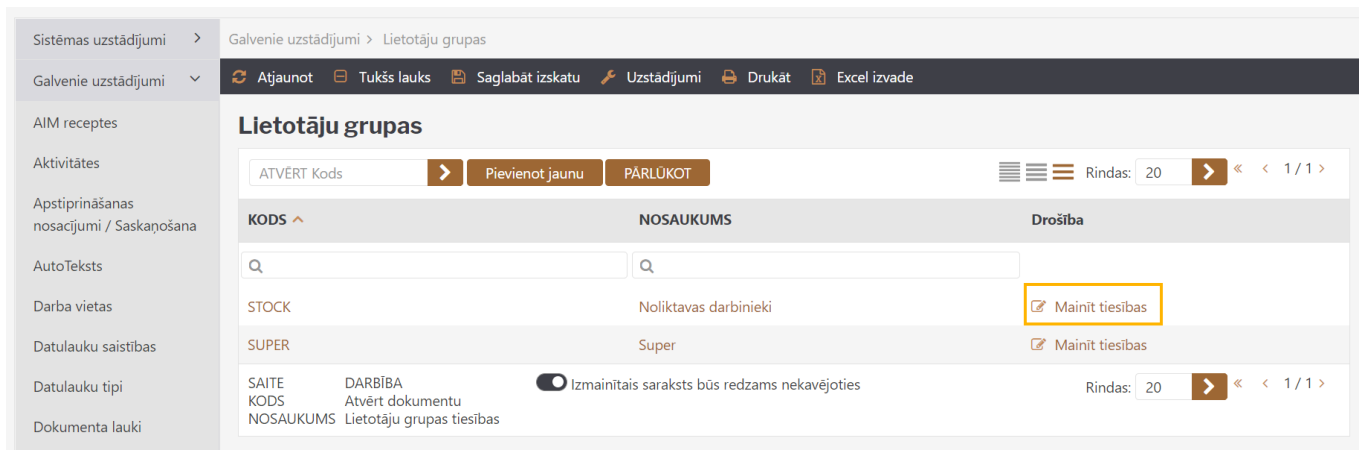 Sistēmas uzstādījumi >
Galvenie uzstādījumi
AIM receptes
Aktivitātes
Apstiprināšanas
nosacījumi / Saskaņošana
AutoTeksts
Darba vietas
Datulauku saistības
Datulauku tipi
Dokumenta lauki
Galvenie uzstādījumi > Lietotāju grupas
Atjaunot Tukšs lauks Saglabāt izskatu Uzstādījumi Drukāt Excel izvade
Lietotāju grupas
ATVĒRT Kods Pievienot jaunu PĀRLŪKOT Rindas: 20 « < 1 / 1 >
KODS NOSAUKUMS Drošība
STOCK Noliktavas darbinieki Mainīt tiesības
SUPER Super Mainīt tiesības
SAITE DARBĪBA Izmainītais saraksts būs redzams nekavējoties Rindas: 20 « < 1 / 1 >
KODS Atvērt dokumentu
NOSAUKUMS Lietotāju grupas tiesības